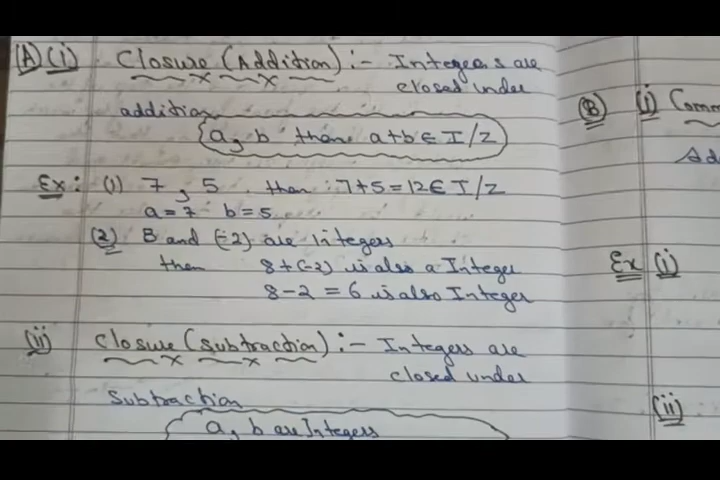 (A) (i) Closure (Addition) :- Integers are
closed under
addition
a, b then a+b ∈ I/Z
Ex: (1) 7, 5 then 7+5=12 ∈ I/Z
a=7 b=5
(2) 8 and (-2) are integers
then 8+(-2) is also a Integer
8-2 = 6 is also Integer
(ii) Closure (Subtraction) :- Integers are
closed under
Subtraction
a, b are Integers
(B) (i) Comm
Ad
Ex (i)
(ii)